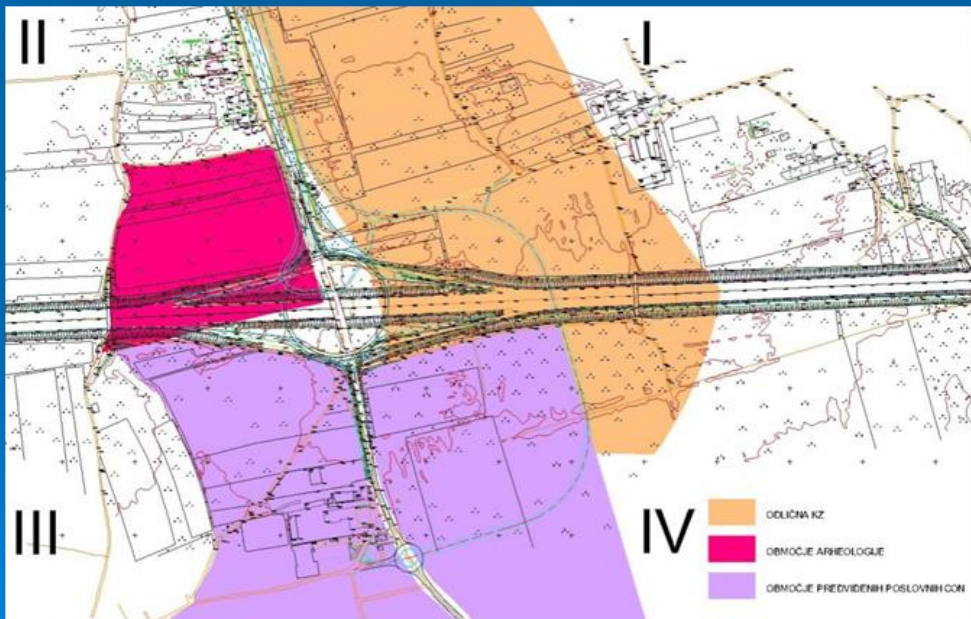 II
I
III
IV
ODLIČNA KZ
OBMOČJE ARHEOLOGIJE
OBMOČJE PREDVIDENIH POSLOVNIH CON